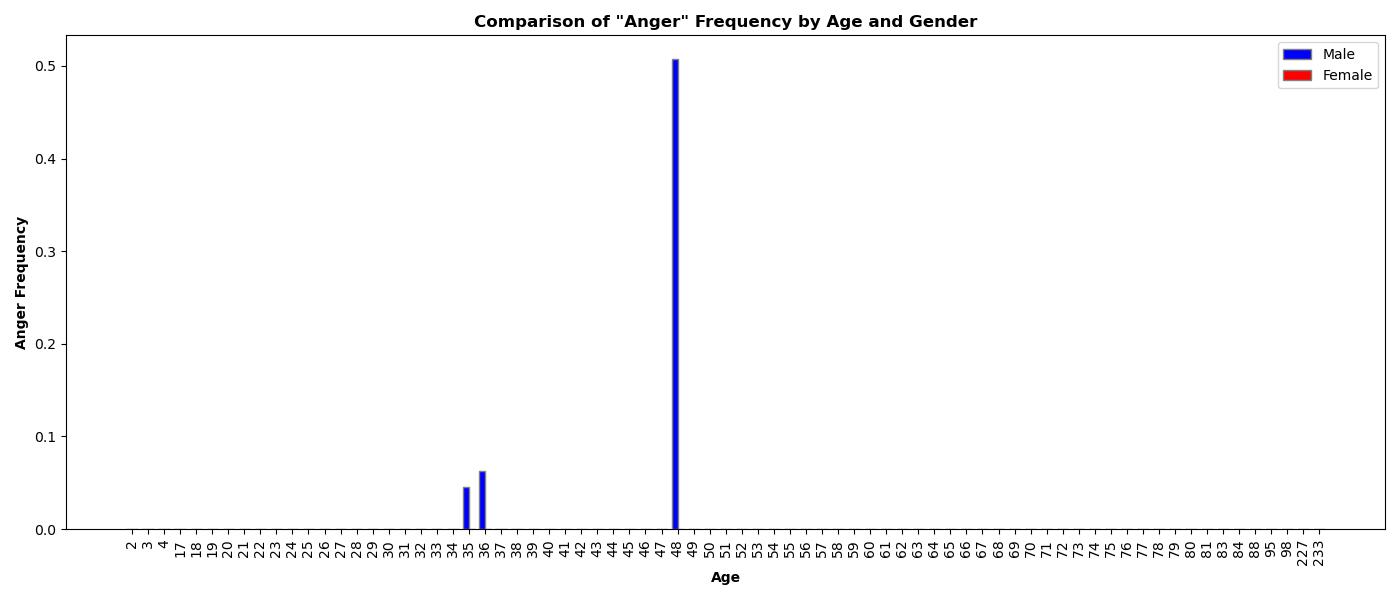 Comparison of "Anger" Frequency by Age and Gender
Male
Female
0.5
0.4
0.3
0.2
0.1
0.0
Anger Frequency
2 3 4 17 18 19 20 21 22 23 24 25 26 27 28 29 30 31 32 33 34 35 36 37 38 39 40 41 42 43 44 45 46 47 48 49 50 51 52 53 54 55 56 57 58 59 60 61 62 63 64 65 66 67 68 69 70 71 72 73 74 75 76 77 78 79 80 81 83 84 88 95 98 227 233
Age